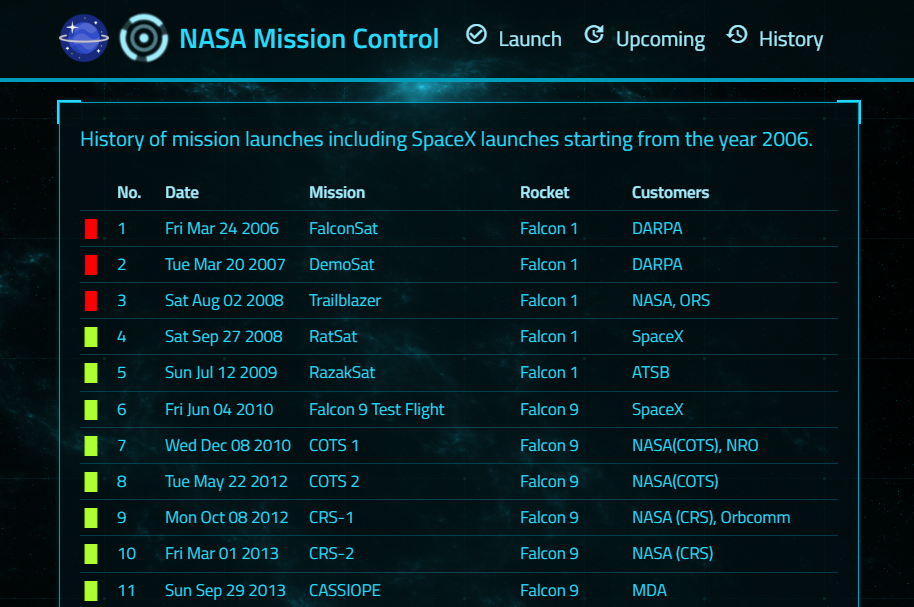 NASA Mission Control Launch Upcoming History
History of mission launches including SpaceX launches starting from the year 2006.
No. Date Mission Rocket Customers
1 Fri Mar 24 2006 FalconSat Falcon 1 DARPA
2 Tue Mar 20 2007 DemoSat Falcon 1 DARPA
3 Sat Aug 02 2008 Trailblazer Falcon 1 NASA, ORS
4 Sat Sep 27 2008 RatSat Falcon 1 SpaceX
5 Sun Jul 12 2009 RazakSat Falcon 1 ATSB
6 Fri Jun 04 2010 Falcon 9 Test Flight Falcon 9 SpaceX
7 Wed Dec 08 2010 COTS 1 Falcon 9 NASA(COTS), NRO
8 Tue May 22 2012 COTS 2 Falcon 9 NASA(COTS)
9 Mon Oct 08 2012 CRS-1 Falcon 9 NASA (CRS), Orbcomm
10 Fri Mar 01 2013 CRS-2 Falcon 9 NASA (CRS)
11 Sun Sep 29 2013 CASSIOPE Falcon 9 MDA